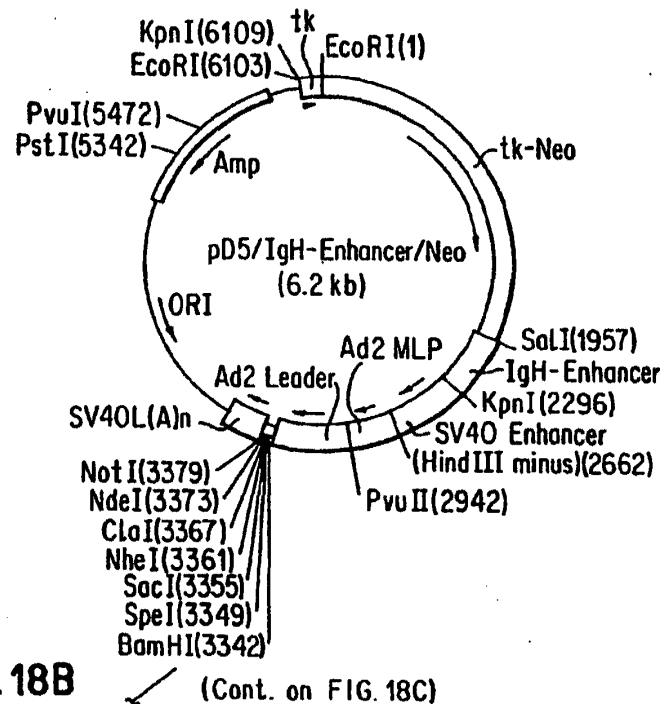 tk
KpnI(6109)
EcoRI(1)
EcoRI(6103)
PvuI(5472)
PstI(5342)
Amp
tk-Neo
pD5/IgH-Enhancer/Neo
(6.2 kb)
ORI
SalI(1957)
Ad2 MLP
IgH-Enhancer
Ad2 Leader
KpnI(2296)
SV40L(A)n
SV40 Enhancer
(HindIII minus)(2662)
NotI(3379)
PvuII(2942)
NdeI(3373)
ClaI(3367)
NheI(3361)
SacI(3355)
SpeI(3349)
BamHI(3342)
. 18B
(Cont. on FIG. 18C)